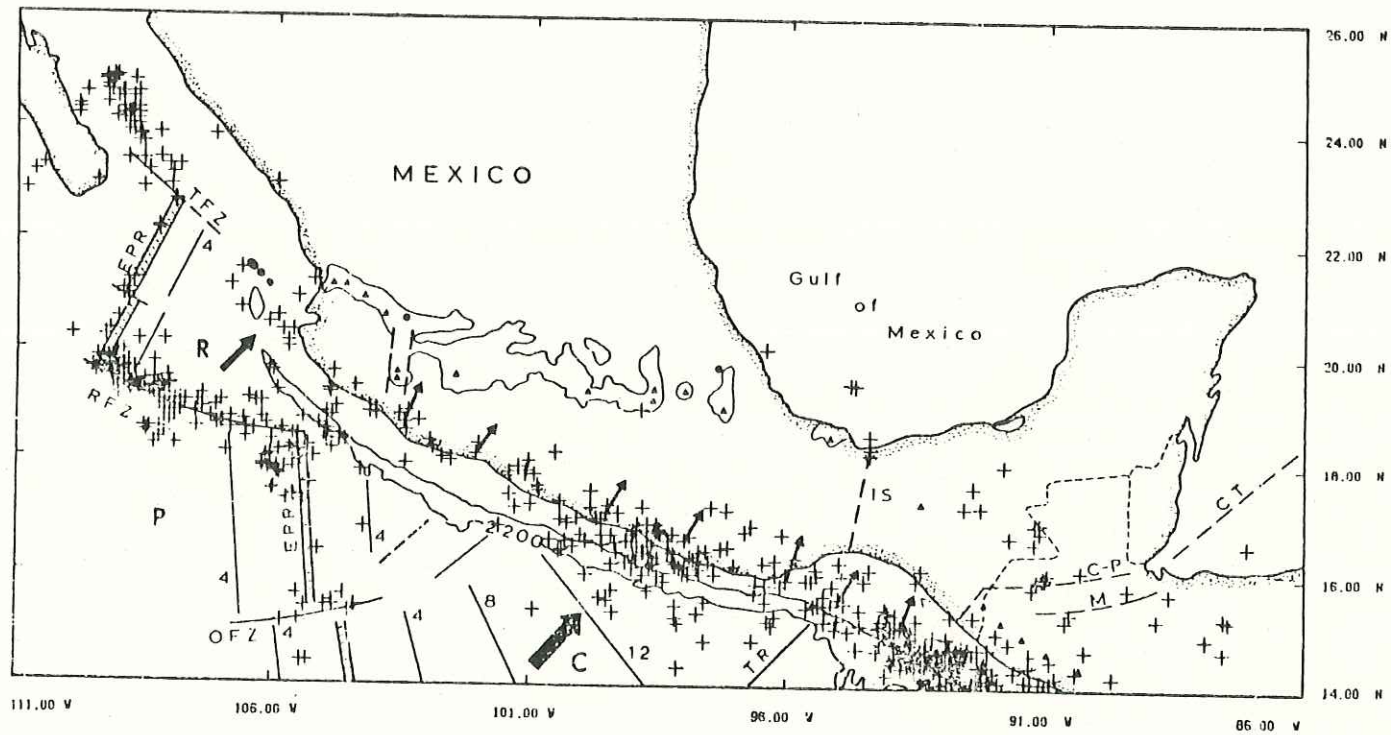 26.00 N
24.00 N
22.00 N
20.00 N
18.00 N
16.00 N
14.00 N
MEXICO
Gulf
of
Mexico
TFZ
EPR
4
R
RFZ
P
EPR
4
4
2200
IS
C-P
M
CT
OFZ
4
4
8
12
C
TR
111.00 W
106.00 W
101.00 W
96.00 W
91.00 W
86.00 W